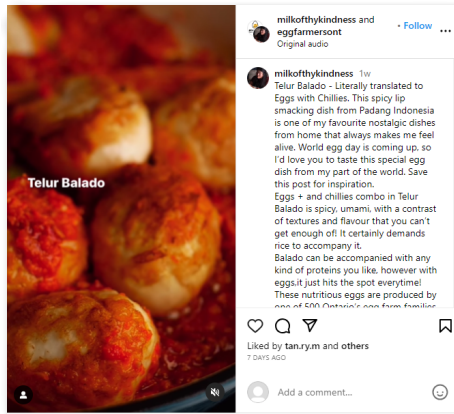 milkofthykindness and
eggfarmersont
• Follow
Original audio
milkofthykindness 1w
Telur Balado - Literally translated to
Eggs with Chillies. This spicy lip
smacking dish from Padang Indonesia
is one of my favourite nostalgic dishes
from home that always makes me feel
alive. World egg day is coming up, so
I'd love you to taste this special egg
dish from my part of the world. Save
this post for inspiration.
Eggs + and chillies combo in Telur
Balado is spicy, umami, with a contrast
of textures and flavour that you can't
get enough of! It certainly demands
rice to accompany it.
Balado can be accompanied with any
kind of proteins you like, however with
eggs.it just hits the spot everytime!
These nutritious eggs are produced by
one of 500 Ontario's egg farm families
Telur Balado
Liked by tan.ry.m and others
7 DAYS AGO
Add a comment...